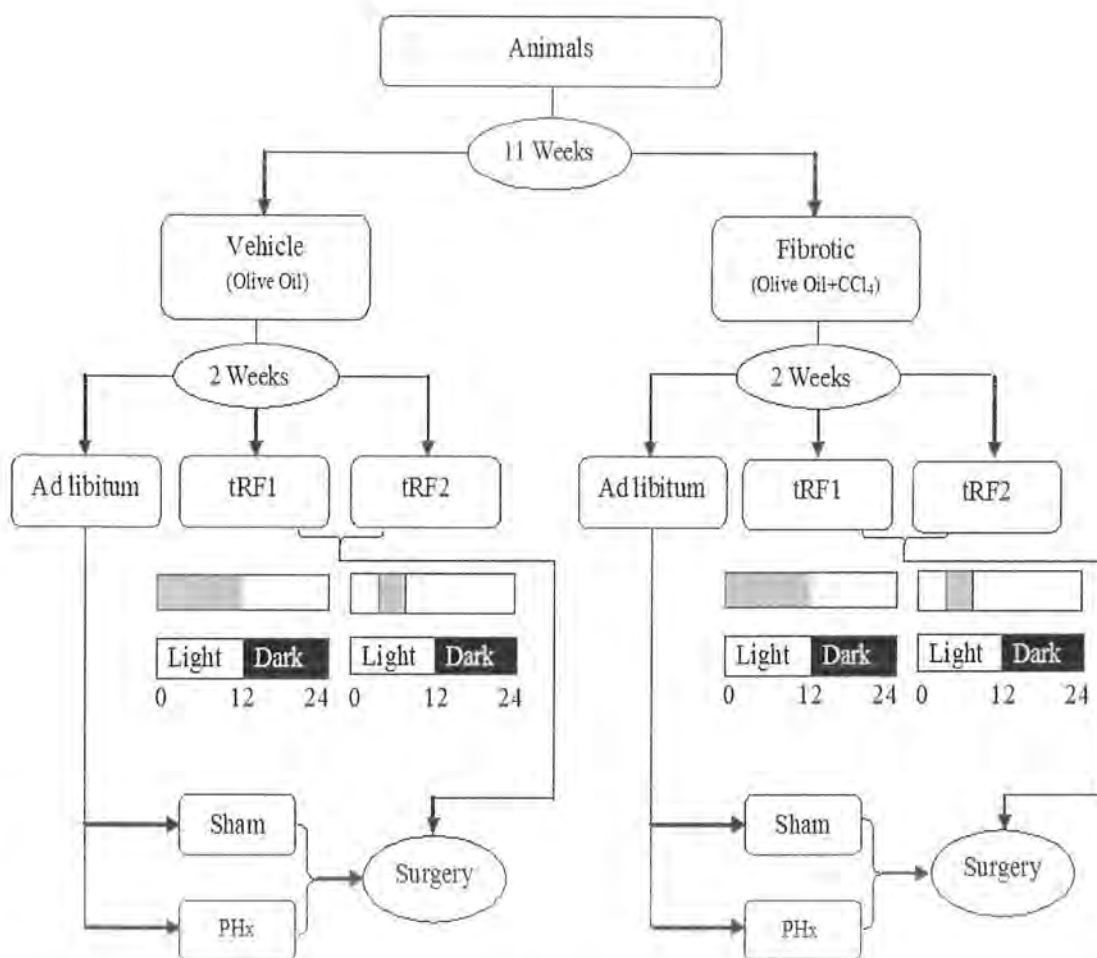 Animals
11 Weeks
Vehicle
(Olive Oil)
Fibrotic
(Olive Oil+CCl₄)
2 Weeks
2 Weeks
Ad libitum
tRF1
tRF2
Ad libitum
tRF1
tRF2
Light Dark
0 12 24
Light Dark
12 24
Light Dark
0 12 24
Light Dark
12 24
Sham
PHx
Surgery
Sham
PHx
Surgery